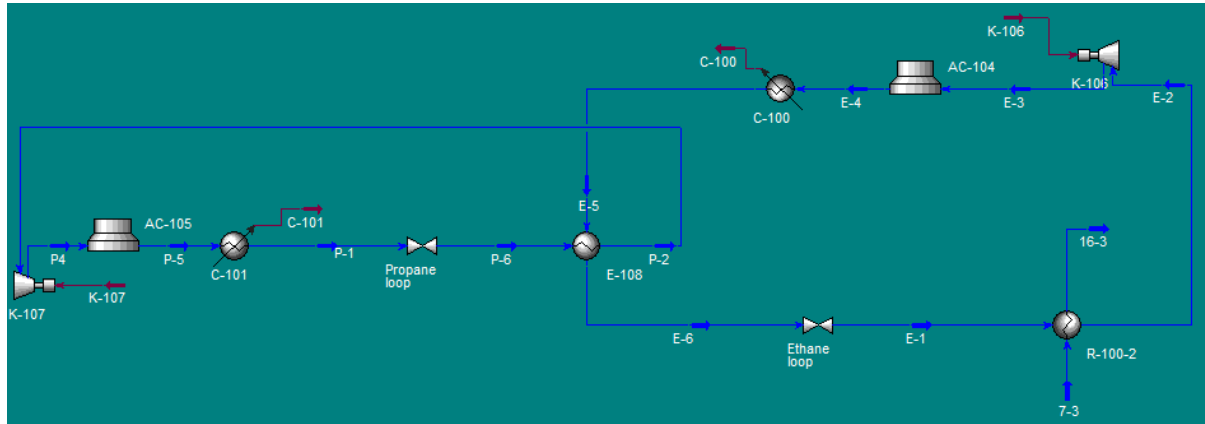 K-106
C-100
AC-104
K-106
E-4
E-3
E-2
C-100
E-5
AC-105
C-101
16-3
P4
P-5
P-1
P-6
P-2
C-101
Propane
loop
E-108
K-107
K-107
E-6
E-1
Ethane
loop
R-100-2
7-3